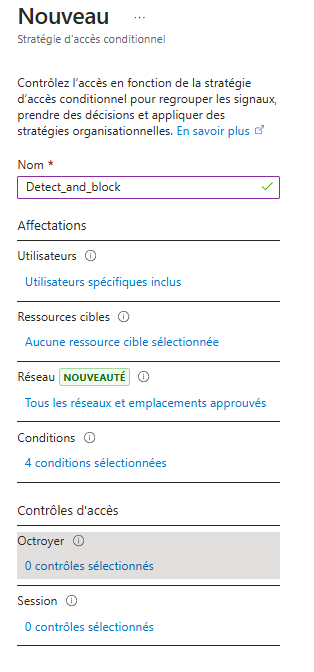 Nouveau ...
Stratégie d'accès conditionnel
Contrôlez l'accès en fonction de la stratégie
d'accès conditionnel pour regrouper les signaux,
prendre des décisions et appliquer des
stratégies organisationnelles. En savoir plus
Nom *
Detect_and_block
Affectations
Utilisateurs
Utilisateurs spécifiques inclus
Ressources cibles
Aucune ressource cible sélectionnée
Réseau NOUVEAUTÉ
Tous les réseaux et emplacements approuvés
Conditions
4 conditions sélectionnées
Contrôles d'accès
Octroyer
0 contrôles sélectionnés
Session
0 contrôles sélectionnés